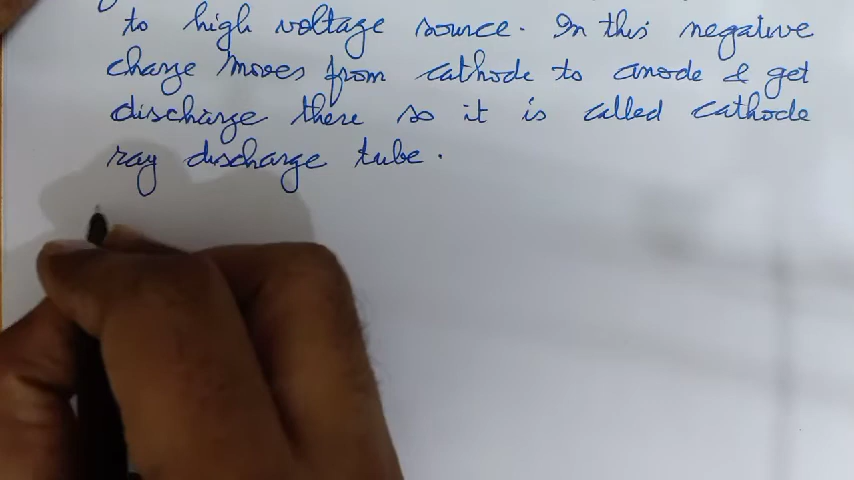 to high voltage source. In this negative
charge moves from cathode to anode & get
discharge there so it is called cathode
ray discharge tube.